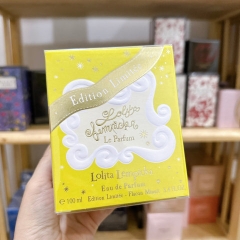 Edition Limitée
Lolita
Lempicka
Le Parfum
Lolita Lempicka
Eau de Parfum
100 ml Edition Limitée